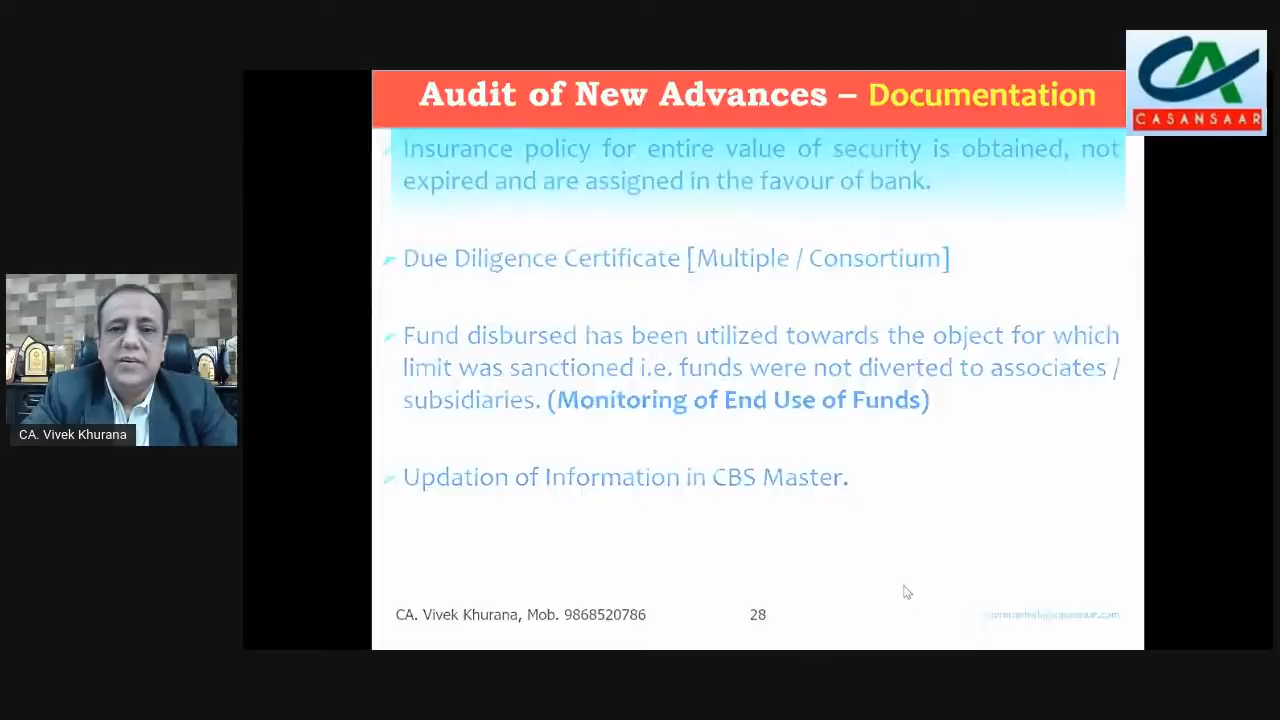 Audit of New Advances – Documentation
CASANSAAR
Insurance policy for entire value of security is obtained, not
expired and are assigned in the favour of bank.
Due Diligence Certificate [Multiple / Consortium]
Fund disbursed has been utilized towards the object for which
limit was sanctioned i.e. funds were not diverted to associates /
subsidiaries. (Monitoring of End Use of Funds)
CA. Vivek Khurana
Updation of Information in CBS Master.
CA. Vivek Khurana, Mob. 9868520786
28